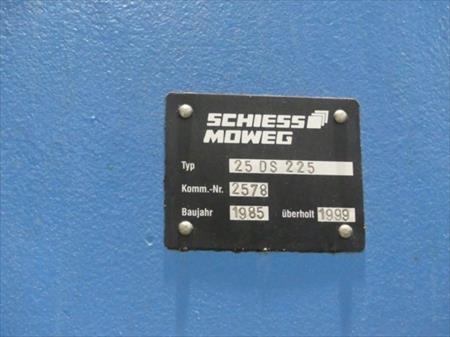 SCHIESS
MOWEG
Typ 25 DS 225
Komm.-Nr. 2578
Baujahr 1985 überholt 1999